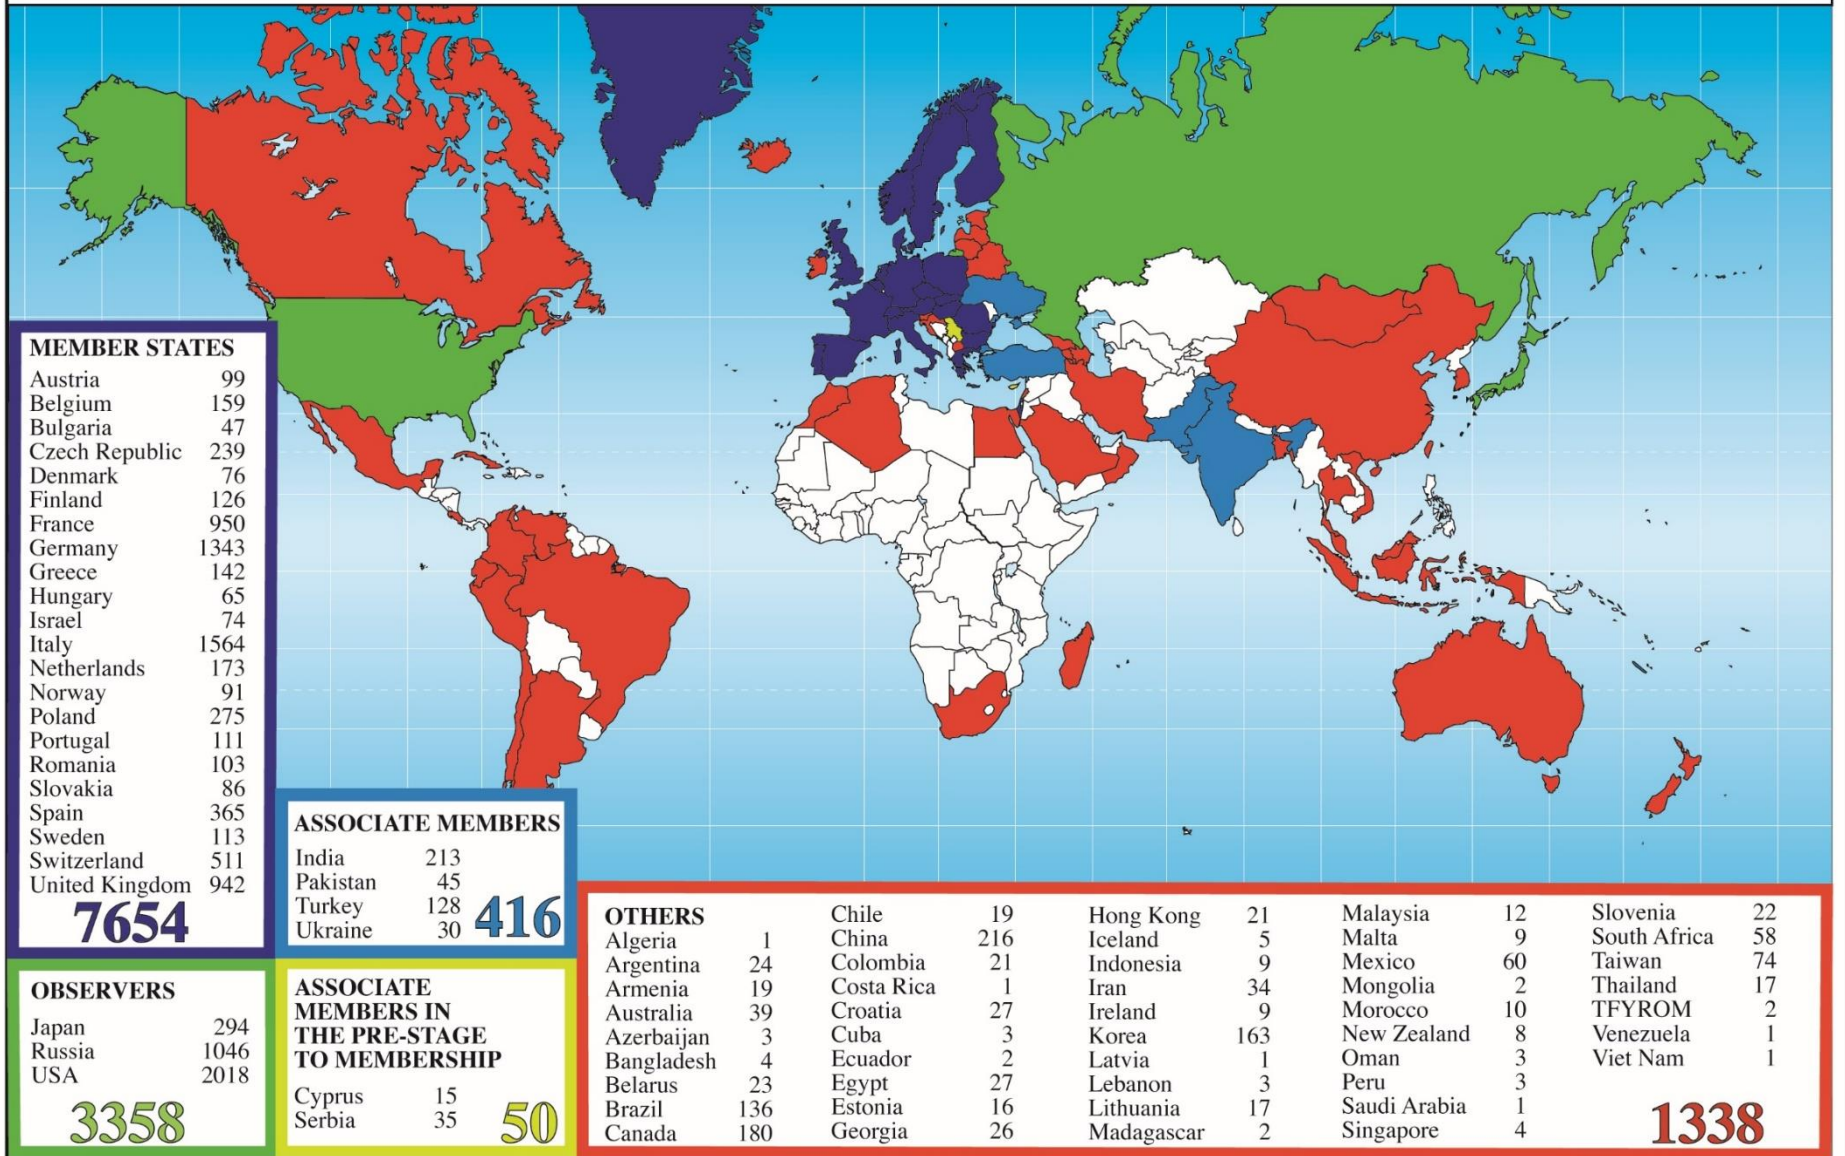 MEMBER STATES
Austria 99
Belgium 159
Bulgaria 47
Czech Republic 239
Denmark 76
Finland 126
France 950
Germany 1343
Greece 142
Hungary 65
Israel 74
Italy 1564
Netherlands 173
Norway 91
Poland 275
Portugal 111
Romania 103
Slovakia 86
Spain 365
Sweden 113
Switzerland 511
United Kingdom 942
7654
OBSERVERS
Japan 294
Russia 1046
USA 2018
3358
ASSOCIATE MEMBERS
India 213
Pakistan 45
Turkey 128
Ukraine 30
416
ASSOCIATE
MEMBERS IN
THE PRE-STAGE
TO MEMBERSHIP
Cyprus 15
Serbia 35
50
OTHERS
Algeria 1
Argentina 24
Armenia 19
Australia 39
Azerbaijan 3
Bangladesh 4
Belarus 23
Brazil 136
Canada 180
Chile 19
China 216
Colombia 21
Costa Rica 1
Croatia 27
Cuba 3
Ecuador 2
Egypt 27
Estonia 16
Georgia 26
Hong Kong 21
Iceland 5
Indonesia 9
Iran 34
Ireland 9
Korea 163
Latvia 1
Lebanon 3
Lithuania 17
Madagascar 2
Malaysia 12
Malta 9
Mexico 60
Mongolia 2
Morocco 10
New Zealand 8
Oman 3
Peru 3
Saudi Arabia 1
Singapore 4
Slovenia 22
South Africa 58
Taiwan 74
Thailand 17
TFYROM 2
Venezuela 1
Viet Nam 1
1338